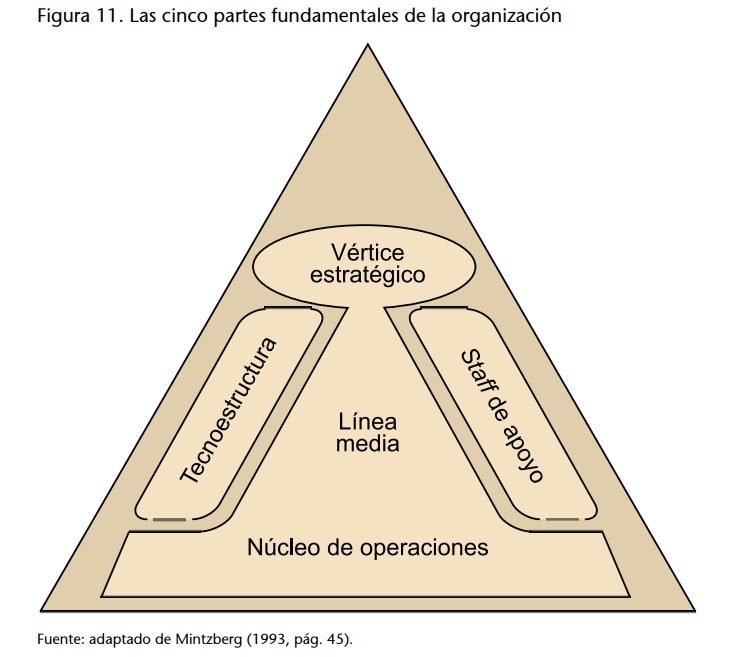 Figura 11. Las cinco partes fundamentales de la organización
Vértice
estratégico
Tecnoestructura
Staff de apoyo
Línea
media
Núcleo de operaciones
Fuente: adaptado de Mintzberg (1993, pág. 45).